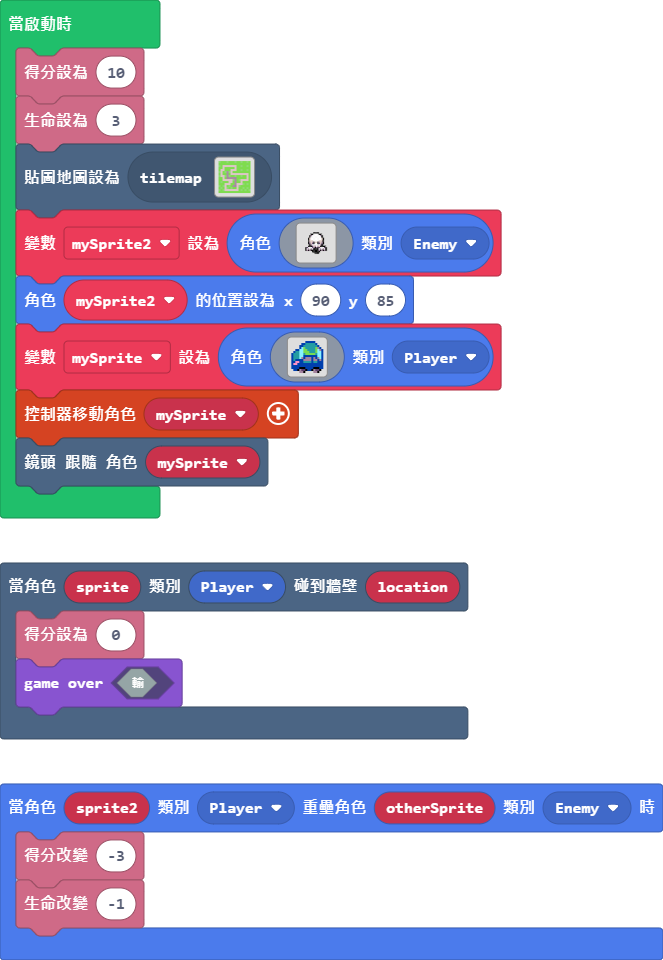 當啟動時
得分設為 10
生命設為 3
貼圖地圖設為 tilemap
變數 mySprite2 設為 角色 類別 Enemy
角色 mySprite2 的位置設為 x 90 y 85
變數 mySprite 設為 角色 類別 Player
控制器移動角色 mySprite
鏡頭 跟隨 角色 mySprite
當角色 sprite 類別 Player 碰到牆壁 location
得分設為 0
game over 輸
當角色 sprite2 類別 Player 重疊角色 otherSprite 類別 Enemy 時
得分改變 -3
生命改變 -1